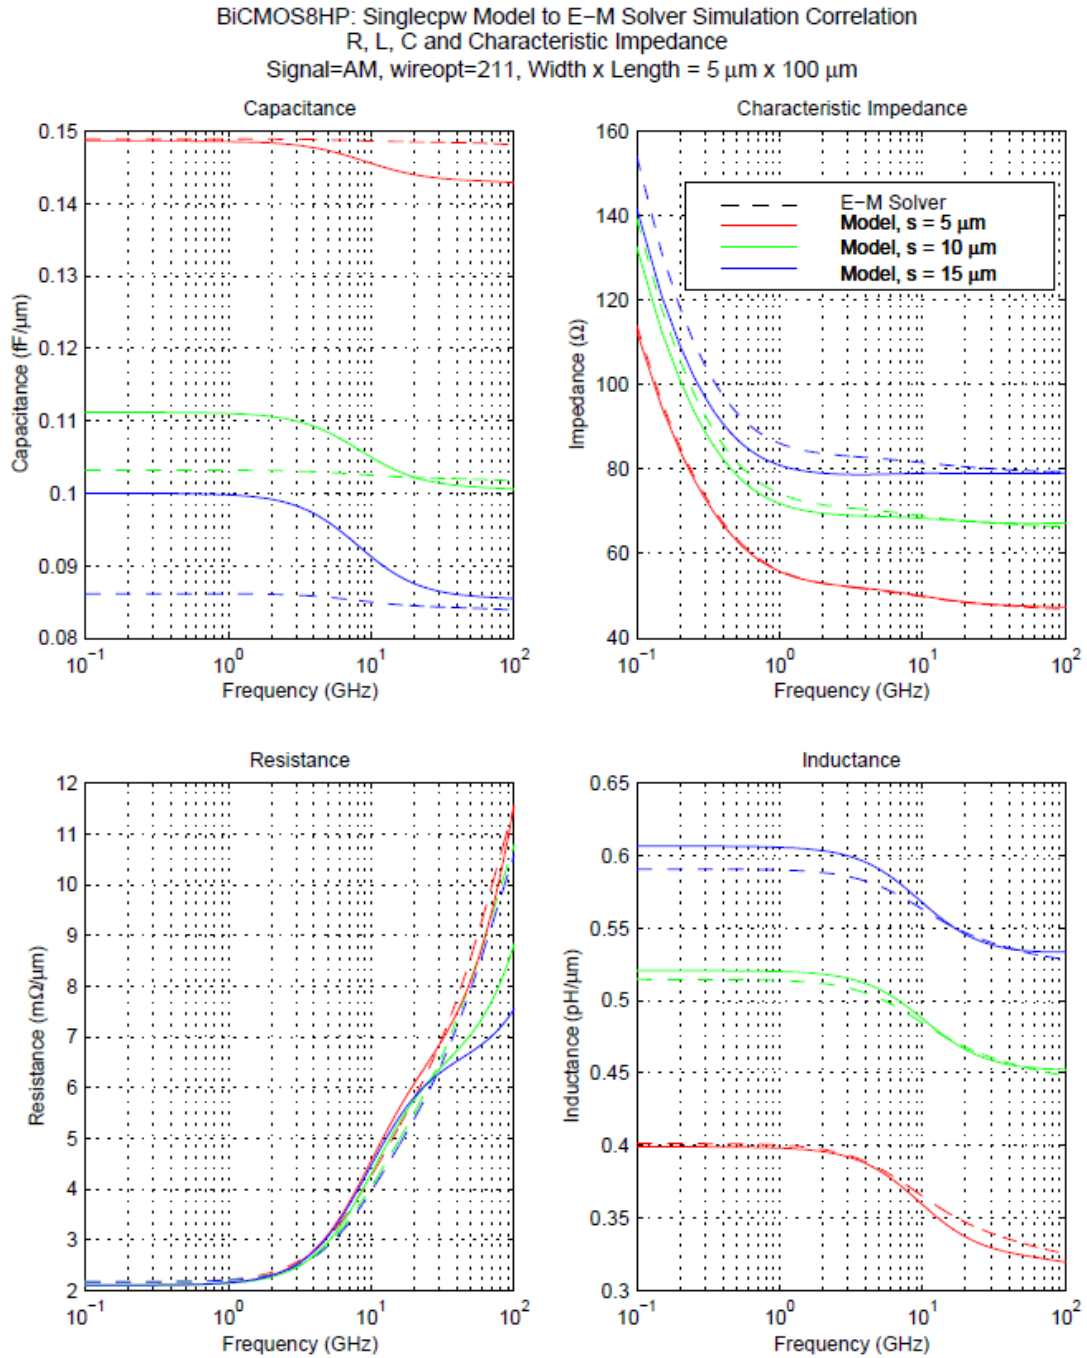 BiCMOS8HP: Singlecpw Model to E−M Solver Simulation Correlation
R, L, C and Characteristic Impedance
Signal=AM, wireopt=211, Width x Length = 5 µm x 100 µm
Capacitance
0.15
0.14
0.13
0.12
0.11
0.1
0.09
0.08
Capacitance (fF/µm)
10⁻¹ 10⁰ 10¹ 10²
Frequency (GHz)
Characteristic Impedance
160
140
120
100
80
60
40
Impedance (Ω)
E−M Solver
Model, s = 5 µm
Model, s = 10 µm
Model, s = 15 µm
10⁻¹ 10⁰ 10¹ 10²
Frequency (GHz)
Resistance
12
11
10
9
8
7
6
5
4
3
2
Resistance (mΩ/µm)
10⁻¹ 10⁰ 10¹ 10²
Frequency (GHz)
Inductance
0.65
0.6
0.55
0.5
0.45
0.4
0.35
0.3
Inductance (pH/µm)
10⁻¹ 10⁰ 10¹ 10²
Frequency (GHz)